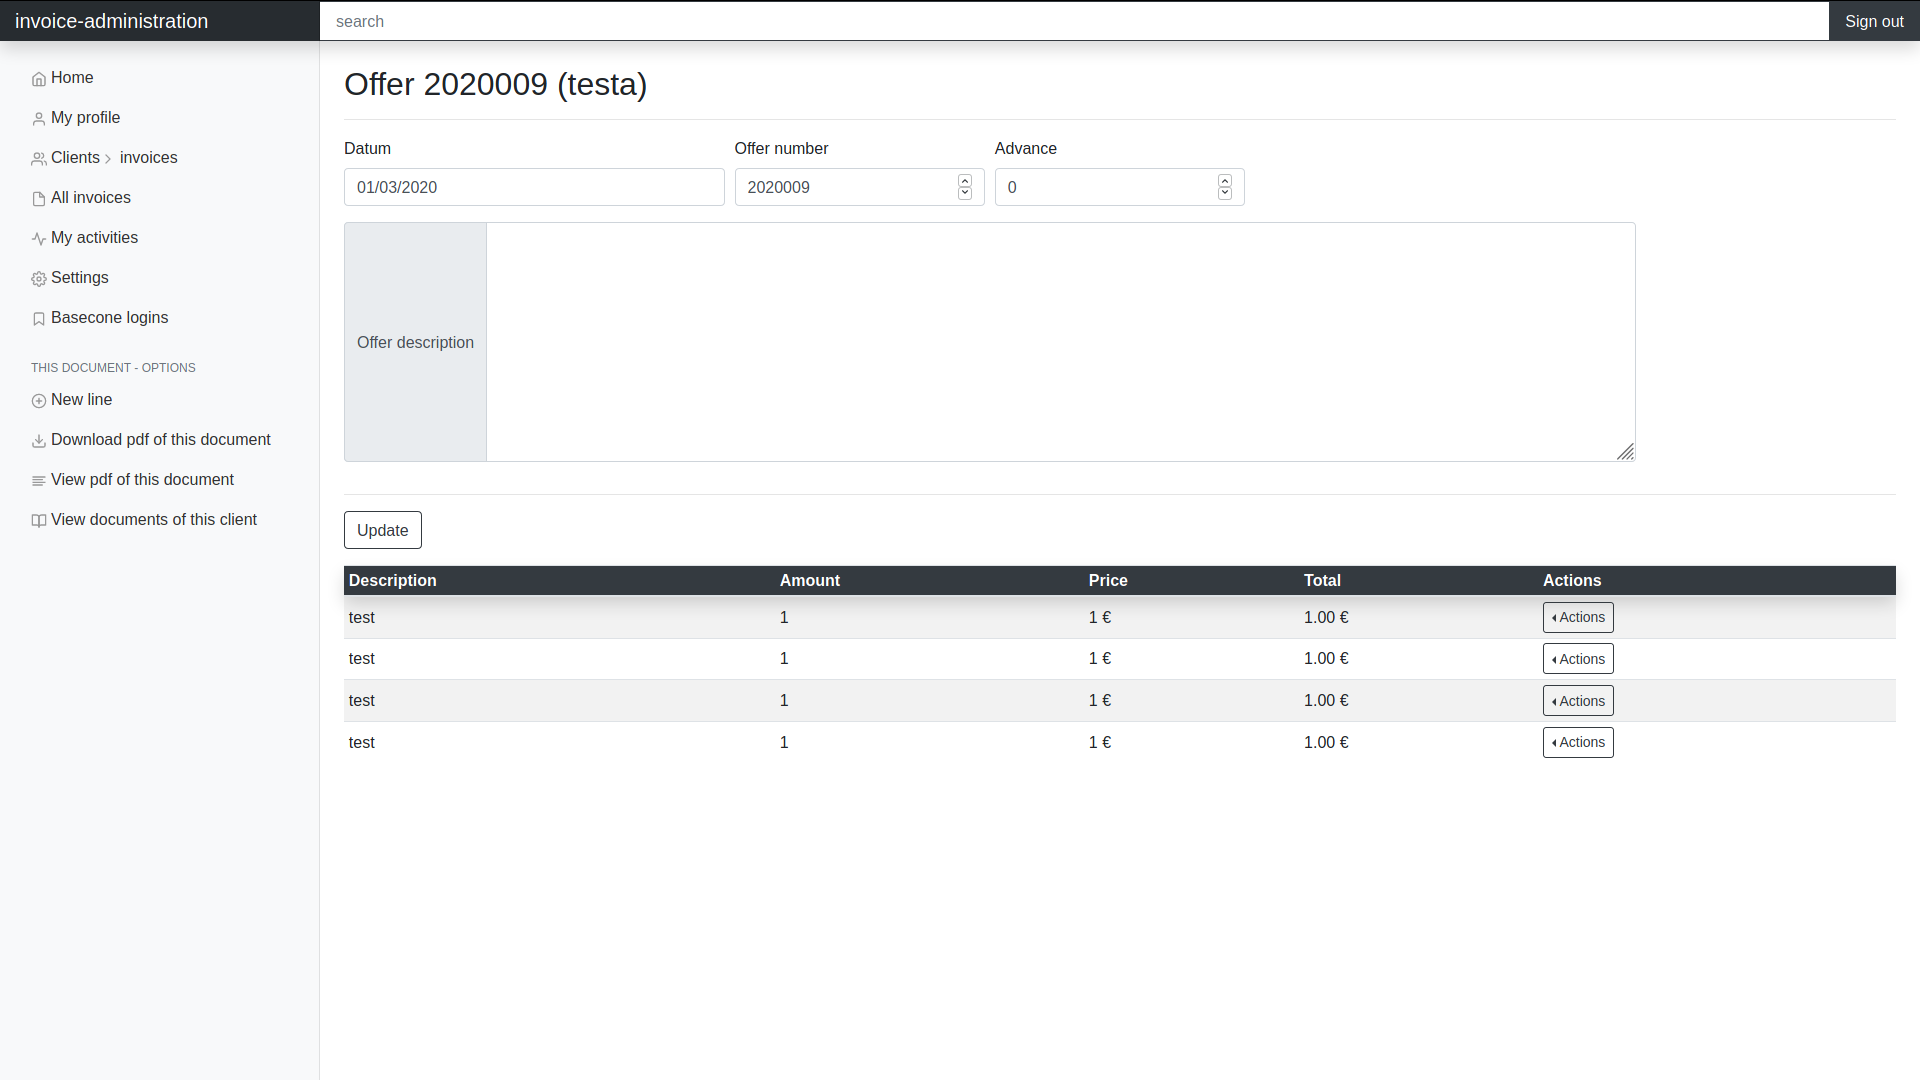 invoice-administration
search
Sign out
Home
My profile
Clients > invoices
All invoices
My activities
Settings
Basecone logins
THIS DOCUMENT - OPTIONS
New line
Download pdf of this document
View pdf of this document
View documents of this client
Offer 2020009 (testa)
Datum Offer number Advance
01/03/2020 2020009 0
Offer description
Update
Description Amount Price Total Actions
test 1 1 € 1.00 € Actions
test 1 1 € 1.00 € Actions
test 1 1 € 1.00 € Actions
test 1 1 € 1.00 € Actions